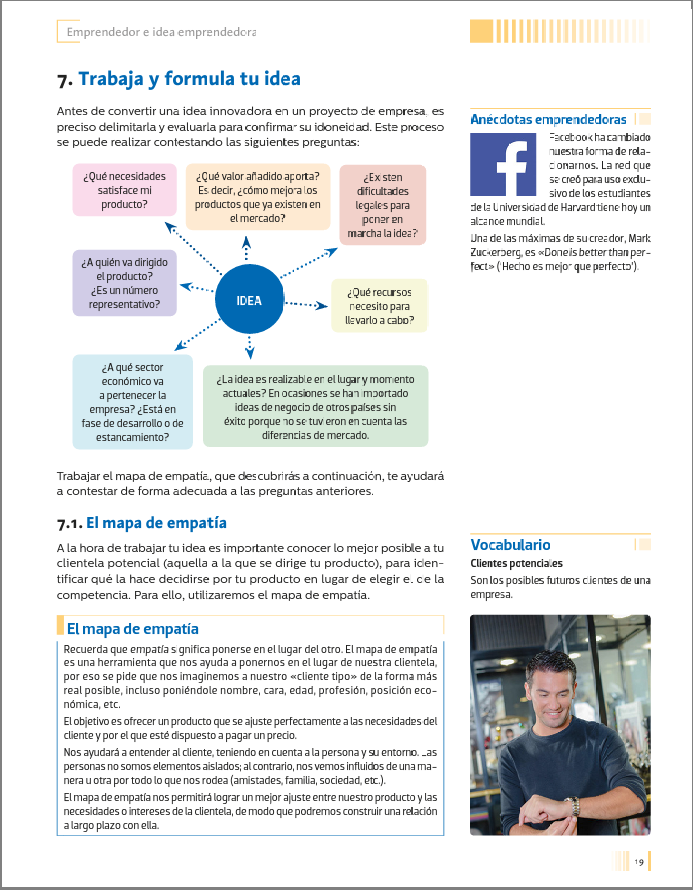 Emprendedor e idea emprendedora
7. Trabaja y formula tu idea
Antes de convertir una idea innovadora en un proyecto de empresa, es
preciso delimitarla y evaluarla para confirmar su idoneidad. Este proceso
se puede realizar contestando las siguientes preguntas:
¿Qué necesidades
satisface mi
producto?
¿Qué valor añadido aporta?
Es decir, ¿cómo mejora los
productos que ya existen en
el mercado?
¿Existen
dificultades
legales para
poner en
marcha la idea?
¿A quién va dirigido
el producto?
¿Es un número
representativo?
IDEA
¿Qué recursos
necesito para
llevarlo a cabo?
¿A qué sector
económico va
a pertenecer la
empresa? ¿Está en
fase de desarrollo o de
estancamiento?
¿La idea es realizable en el lugar y momento
actuales? En ocasiones se han importado
ideas de negocio de otros países sin
éxito porque no se tuvieron en cuenta las
diferencias de mercado.
Trabajar el mapa de empatía, que descubrirás a continuación, te ayudará
a contestar de forma adecuada a las preguntas anteriores.
7.1. El mapa de empatía
A la hora de trabajar tu idea es importante conocer lo mejor posible a tu
clientela potencial (aquella a la que se dirige tu producto), para iden-
tificar qué la hace decidirse por tu producto en lugar de elegir el de la
competencia. Para ello, utilizaremos el mapa de empatía.
El mapa de empatía
Recuerda que empatía significa ponerse en el lugar del otro. El mapa de empatía
es una herramienta que nos ayuda a ponernos en el lugar de nuestra clientela,
por eso se pide que nos imaginemos a nuestro «cliente tipo» de la forma más
real posible, incluso poniéndole nombre, cara, edad, profesión, posición eco-
nómica, etc.
El objetivo es ofrecer un producto que se ajuste perfectamente a las necesidades del
cliente y por el que esté dispuesto a pagar un precio.
Nos ayudará a entender al cliente, teniendo en cuenta a la persona y su entorno. Las
personas no somos elementos aislados; al contrario, nos vemos influidos de una ma-
nera u otra por todo lo que nos rodea (amistades, familia, sociedad, etc.).
El mapa de empatía nos permitirá lograr un mejor ajuste entre nuestro producto y las
necesidades o intereses de la clientela, de modo que podremos construir una relación
a largo plazo con ella.
Anécdotas emprendedoras
f
Facebook ha cambiado
nuestra forma de rela-
cionarnos. La red que
se creó para uso exclu-
sivo de los estudiantes
de la Universidad de Harvard tiene hoy un
alcance mundial.
Una de las máximas de su creador, Mark
Zuckerberg, es «Done is better than per-
fect» ('Hecho es mejor que perfecto').
Vocabulario
Clientes potenciales
Son los posibles futuros clientes de una
empresa.
19